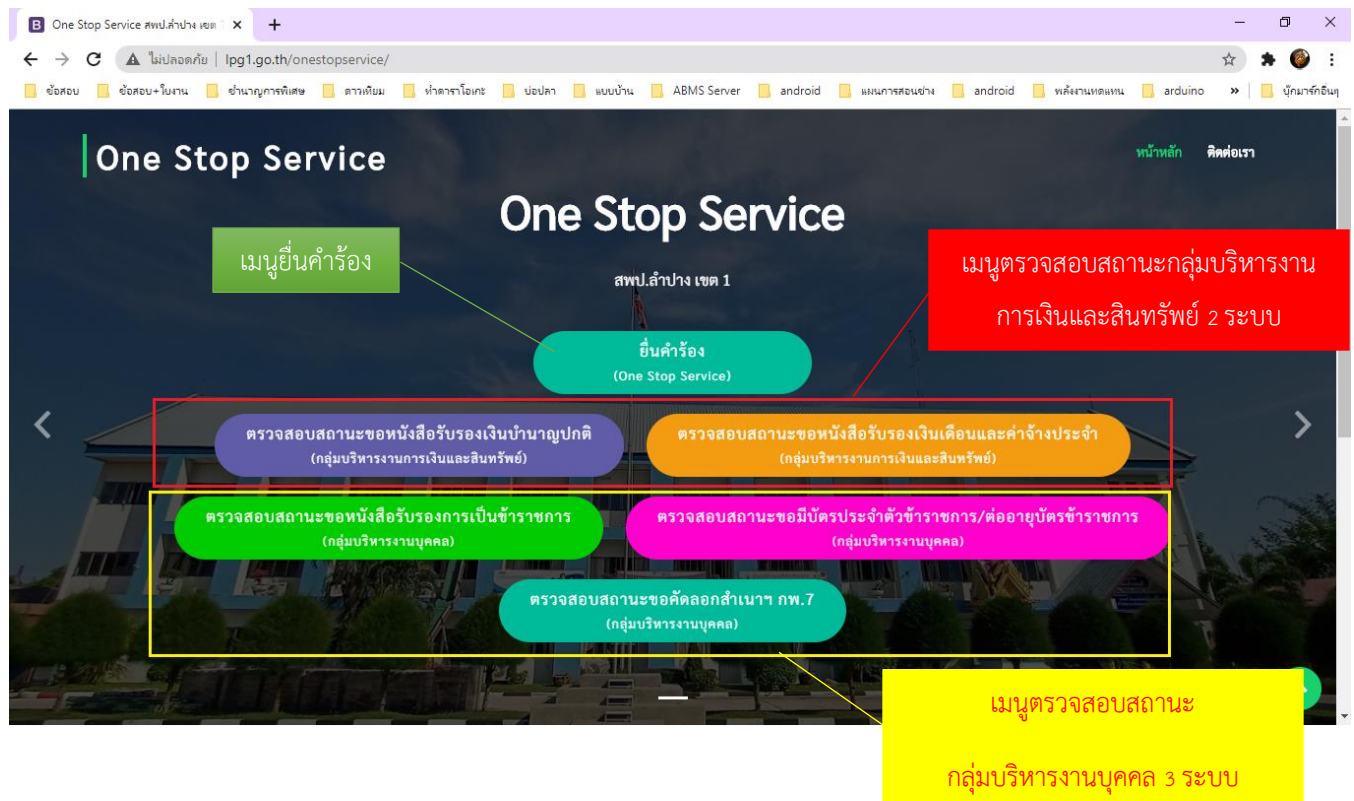 One Stop Service สพป.ลำปาง เขต 1
ไม่ปลอดภัย | lpg1.go.th/onestopservice/
ข้อสอบ ข้อสอบ+ใบงาน ชำนาญการพิเศษ ดาวเทียม ทำตาราโอเกะ บ่อปลา แบบบ้าน ABMS Server android แผนการสอนช่าง android พลังงานทดแทน arduino » บุ๊กมาร์กอื่นๆ
One Stop Service
หน้าหลัก ติดต่อเรา
One Stop Service
เมนูยื่นคำร้อง
สพป.ลำปาง เขต 1
เมนูตรวจสอบสถานะกลุ่มบริหารงาน
การเงินและสินทรัพย์ 2 ระบบ
ยื่นคำร้อง
(One Stop Service)
ตรวจสอบสถานะขอหนังสือรับรองเงินบำนาญปกติ
(กลุ่มบริหารงานการเงินและสินทรัพย์)
ตรวจสอบสถานะขอหนังสือรับรองเงินเดือนและค่าจ้างประจำ
(กลุ่มบริหารงานการเงินและสินทรัพย์)
ตรวจสอบสถานะขอหนังสือรับรองการเป็นข้าราชการ
(กลุ่มบริหารงานบุคคล)
ตรวจสอบสถานะขอมีบัตรประจำตัวข้าราชการ/ต่ออายุบัตรข้าราชการ
(กลุ่มบริหารงานบุคคล)
ตรวจสอบสถานะขอคัดลอกสำเนาฯ กพ.7
(กลุ่มบริหารงานบุคคล)
เมนูตรวจสอบสถานะ
กลุ่มบริหารงานบุคคล 3 ระบบ